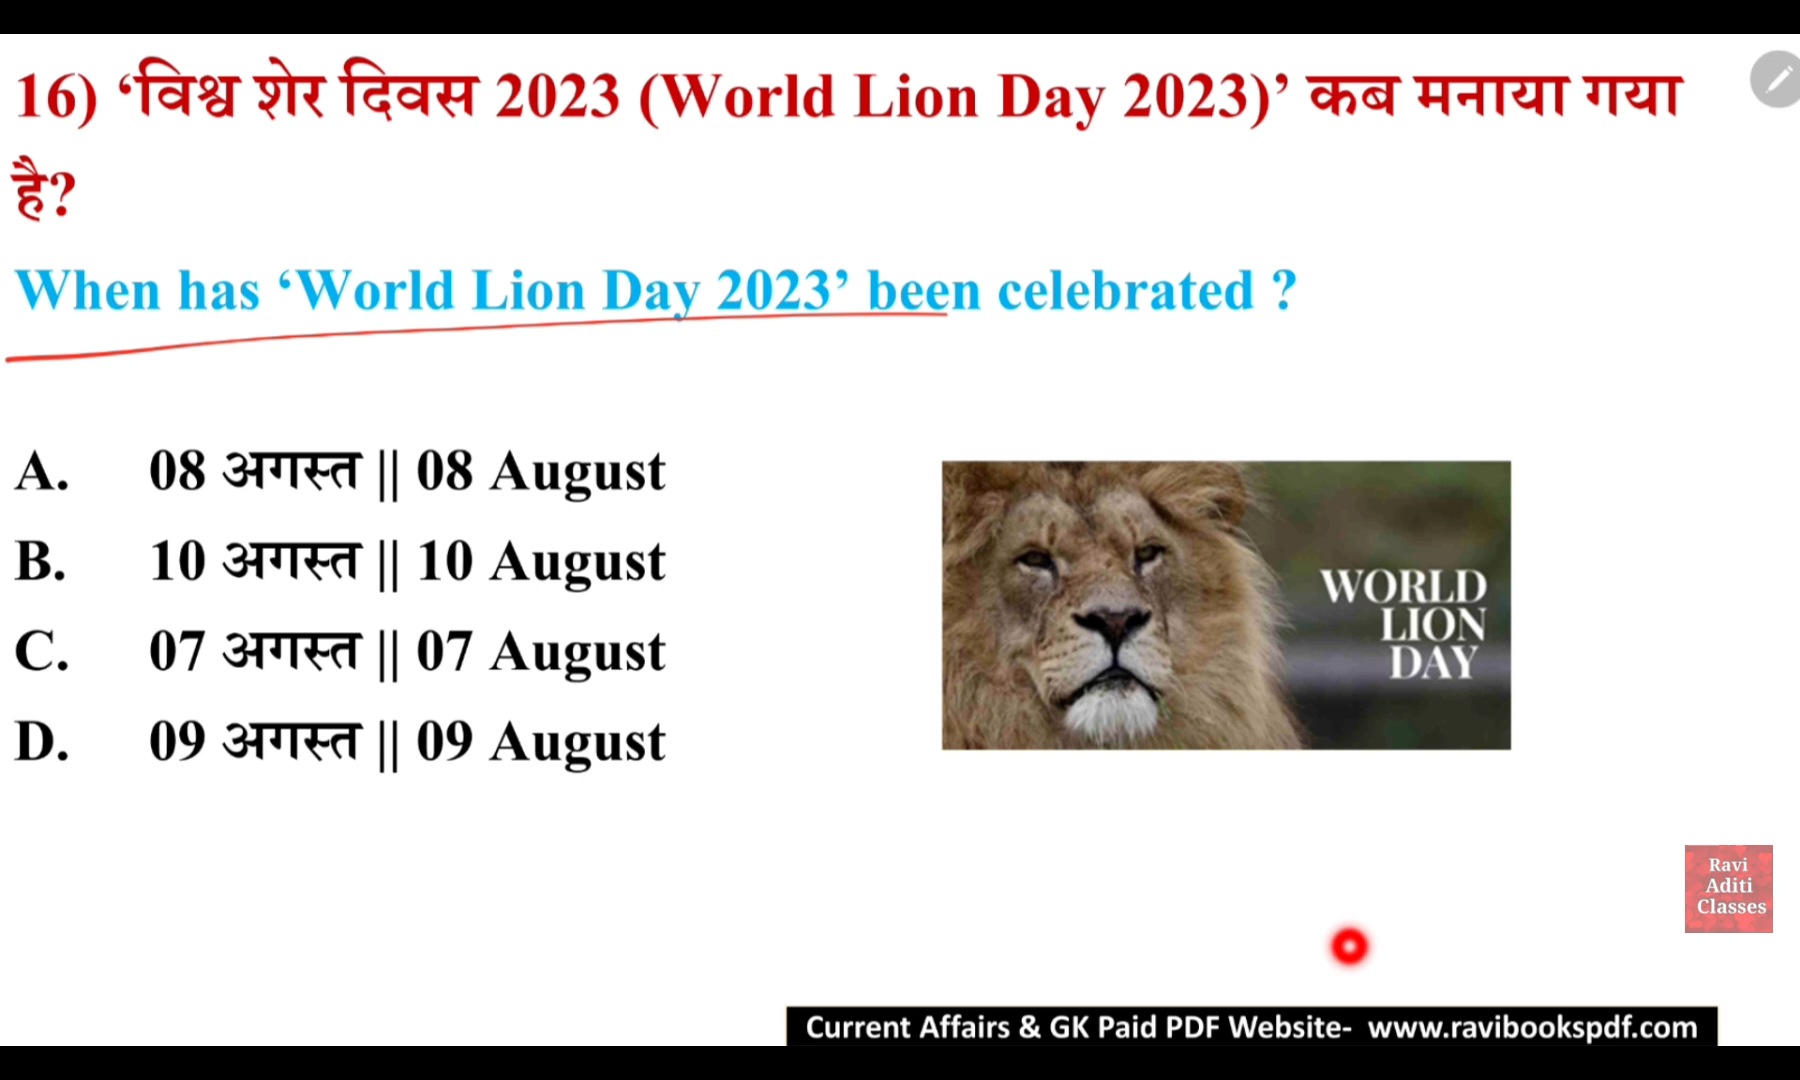 16) ‘विश्व शेर दिवस 2023 (World Lion Day 2023)’ कब मनाया गया
है?
When has ‘World Lion Day 2023’ been celebrated ?
A. 08 अगस्त || 08 August
B. 10 अगस्त || 10 August
C. 07 अगस्त || 07 August
D. 09 अगस्त || 09 August
WORLD
LION
DAY
Ravi
Aditi
Classes
Current Affairs & GK Paid PDF Website- www.ravibookspdf.com